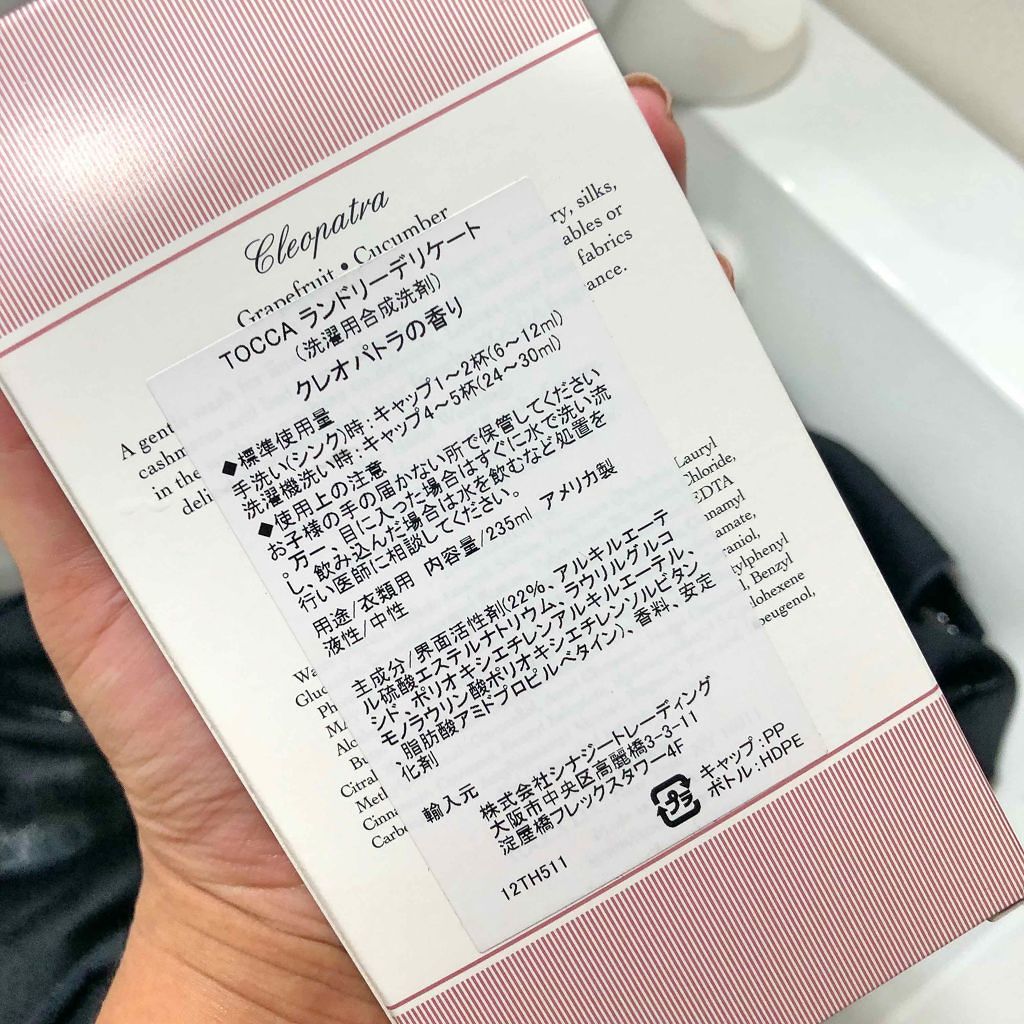 Cleopatra
Grapefruit • Cucumber
TOCCA ランドリーデリケート
(洗濯用合成洗剤)
クレオパトラの香り
◆標準使用量
手洗い(シンク)時:キャップ1～2杯(6～12ml)
洗濯機洗い時:キャップ4～5杯(24～30ml)
◆使用上の注意
お子様の手の届かない所で保管してください
。万一、目に入った場合はすぐに水で洗い流
し、飲み込んだ場合は水を飲むなど処置を
行い医師に相談してください。
用途/衣類用 内容量/235ml アメリカ製
液性/中性
主成分/界面活性剤(22%、アルキルエーテ
ル硫酸エステルナトリウム、ラウリルグルコ
シド、ポリオキシエチレンアルキルエーテル、
モノラウリン酸ポリオキシエチレンソルビタン
、脂肪酸アミドプロピルベタイン)、香料、安定
化剤
輸入元 株式会社シナジートレーディング
大阪市中央区高麗橋3-3-11
淀屋橋フレックスタワー4F
プラ
キャップ:PP
ボトル:HDPE
12TH511
silks,
or
fabrics
A
in the
Lauryl
EDTA
Benzyl
Citral